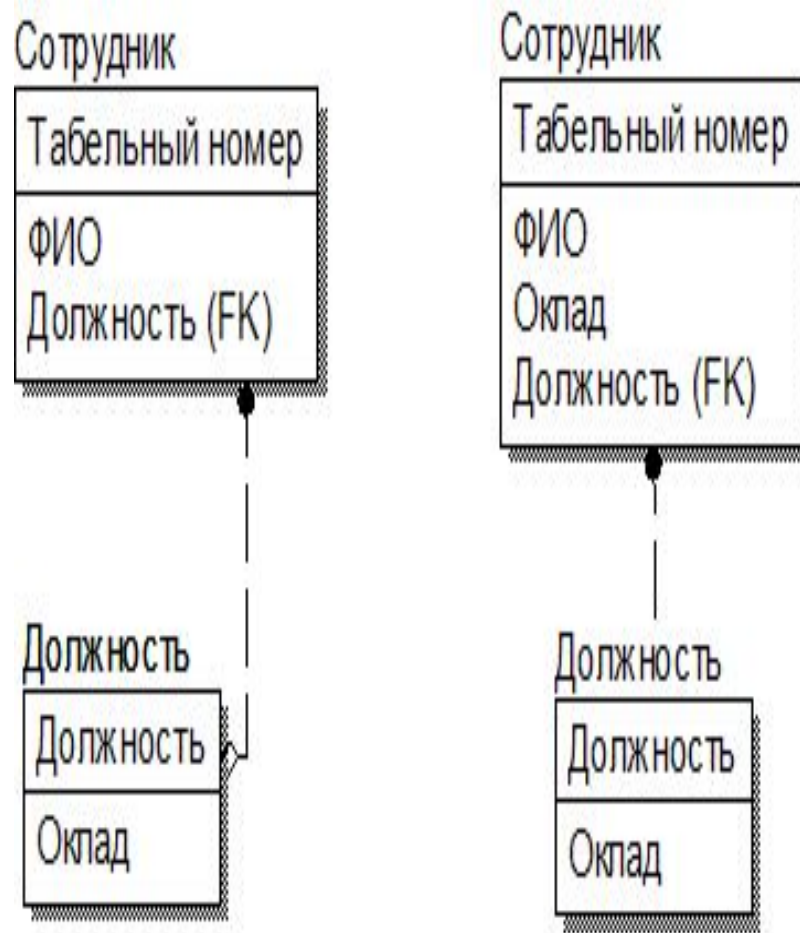 Сотрудник
Табельный номер
ФИО
Должность (FK)
Должность
Должность
Оклад
Сотрудник
Табельный номер
ФИО
Оклад
Должность (FK)
Должность
Должность
Оклад